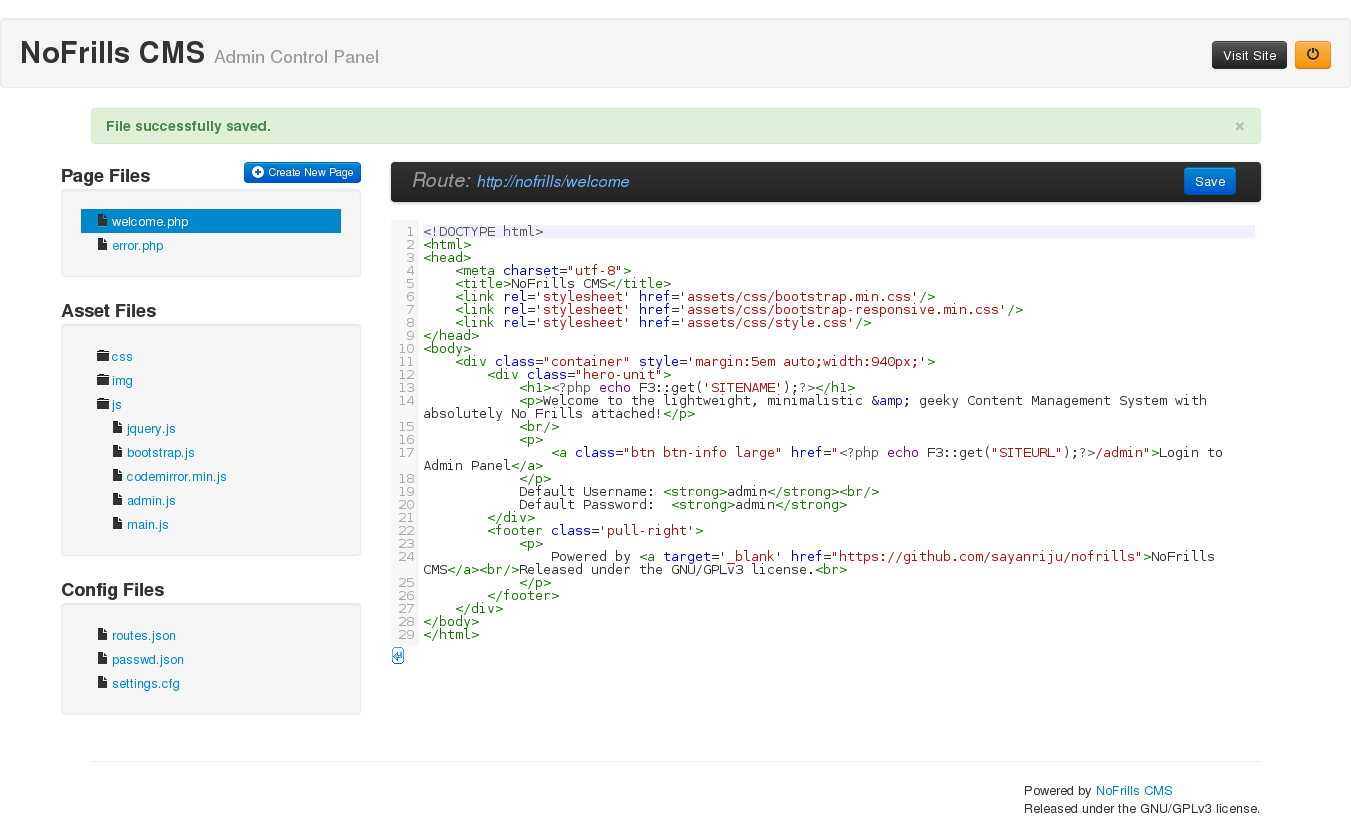 NoFrills CMS Admin Control Panel
Visit Site
File successfully saved.
×
Page Files
Create New Page
welcome.php
error.php
Asset Files
css
img
js
jquery.js
bootstrap.js
codemirror.min.js
admin.js
main.js
Config Files
routes.json
passwd.json
settings.cfg
Route: http://nofrills/welcome
Save
1 <!DOCTYPE html>
2 <html>
3 <head>
4     <meta charset="utf-8">
5     <title>NoFrills CMS</title>
6     <link rel='stylesheet' href='assets/css/bootstrap.min.css'/>
7     <link rel='stylesheet' href='assets/css/bootstrap-responsive.min.css'/>
8     <link rel='stylesheet' href='assets/css/style.css'/>
9 </head>
10 <body>
11     <div class="container" style='margin:5em auto;width:940px;'>
12         <div class="hero-unit">
13             <h1><?php echo F3::get('SITENAME');?></h1>
14             <p>Welcome to the lightweight, minimalistic &amp; geeky Content Management System with
absolutely No Frills attached!</p>
15             <br/>
16             <p>
17                 <a class="btn btn-info large" href="<?php echo F3::get("SITEURL");?>/admin">Login to
Admin Panel</a>
18             </p>
19             Default Username: <strong>admin</strong><br/>
20             Default Password:  <strong>admin</strong>
21         </div>
22         <footer class='pull-right'>
23             <p>
24                 Powered by <a target='_blank' href="https://github.com/sayanriju/nofrills">NoFrills
CMS</a><br/>Released under the GNU/GPLv3 license.<br>
25             </p>
26         </footer>
27     </div>
28 </body>
29 </html>
Powered by NoFrills CMS
Released under the GNU/GPLv3 license.